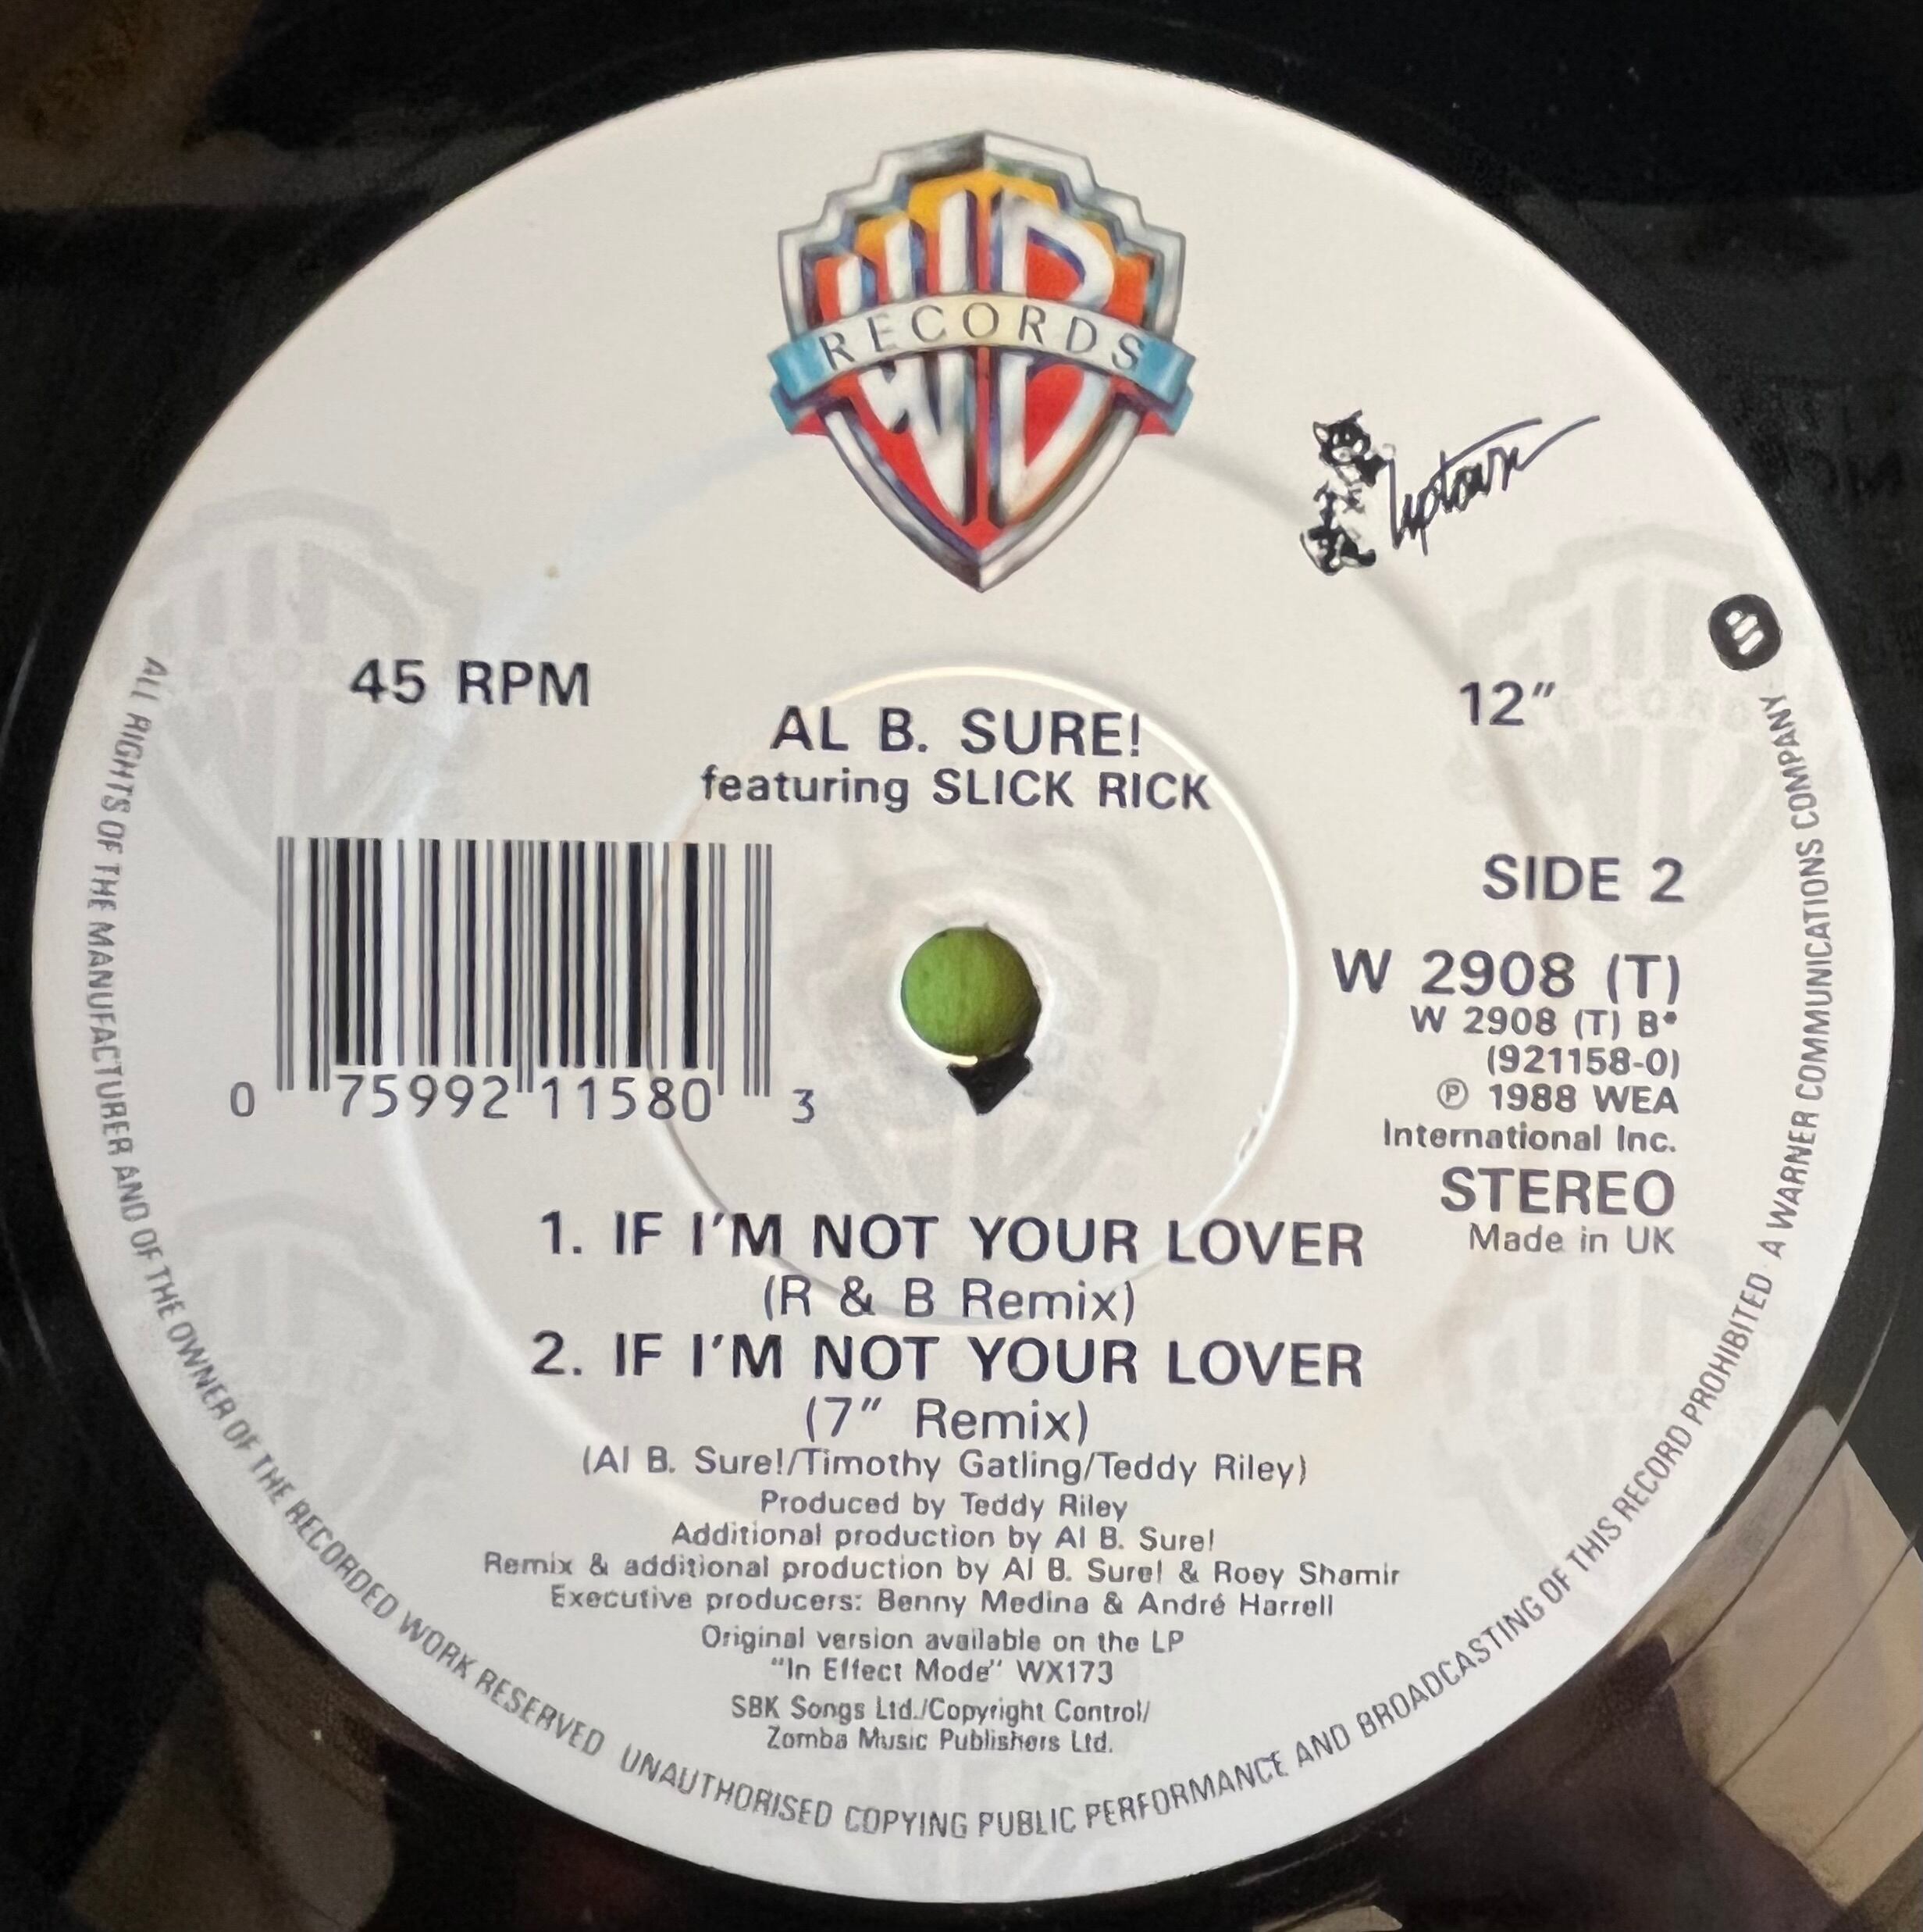 WB
RECORDS
Uptown
45 RPM
12"
AL B. SURE!
featuring SLICK RICK
SIDE 2
W 2908 (T)
W 2908 (T) B*
(921158-0)
℗ 1988 WEA
International Inc.
STEREO
Made in UK
0 75992 11580 3
1. IF I'M NOT YOUR LOVER
(R & B Remix)
2. IF I'M NOT YOUR LOVER
(7" Remix)
(Al B. Sure!/Timothy Gatling/Teddy Riley)
Produced by Teddy Riley
Additional production by Al B. Sure!
Remix & additional production by Al B. Sure! & Roey Shamir
Executive producers: Benny Medina & André Harrell
Original version available on the LP
"In Effect Mode" WX173
SBK Songs Ltd./Copyright Control/
Zomba Music Publishers Ltd.
ALL RIGHTS OF THE MANUFACTURER AND OF THE OWNER OF THE RECORDED WORK RESERVED UNAUTHORISED COPYING PUBLIC PERFORMANCE AND BROADCASTING OF THIS RECORD PROHIBITED · A WARNER COMMUNICATIONS COMPANY